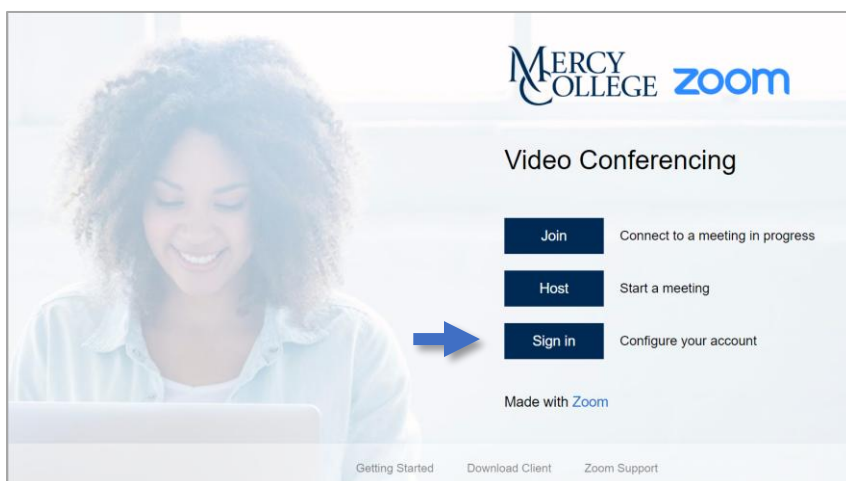 MERCY COLLEGE zoom
Video Conferencing
Join Connect to a meeting in progress
Host Start a meeting
Sign in Configure your account
Made with Zoom
Getting Started Download Client Zoom Support